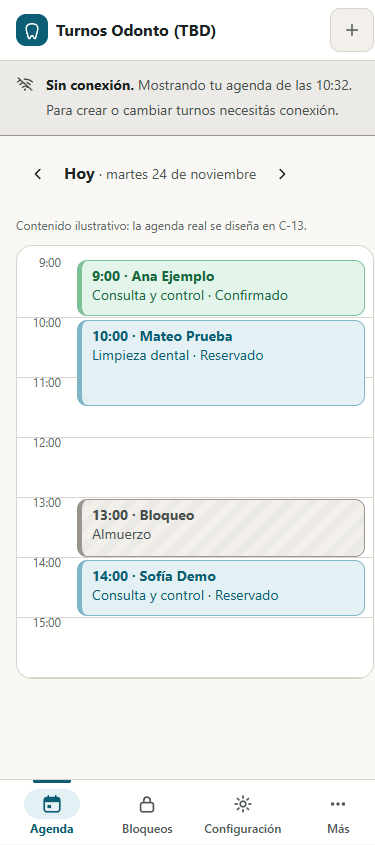 Turnos Odonto (TBD)
Sin conexión. Mostrando tu agenda de las 10:32.
Para crear o cambiar turnos necesitás conexión.
Hoy · martes 24 de noviembre
Contenido ilustrativo: la agenda real se diseña en C-13.
9:00
9:00 · Ana Ejemplo
Consulta y control · Confirmado
10:00
10:00 · Mateo Prueba
Limpieza dental · Reservado
11:00
12:00
13:00
13:00 · Bloqueo
Almuerzo
14:00
14:00 · Sofía Demo
Consulta y control · Reservado
15:00
Agenda
Bloqueos
Configuración
Más